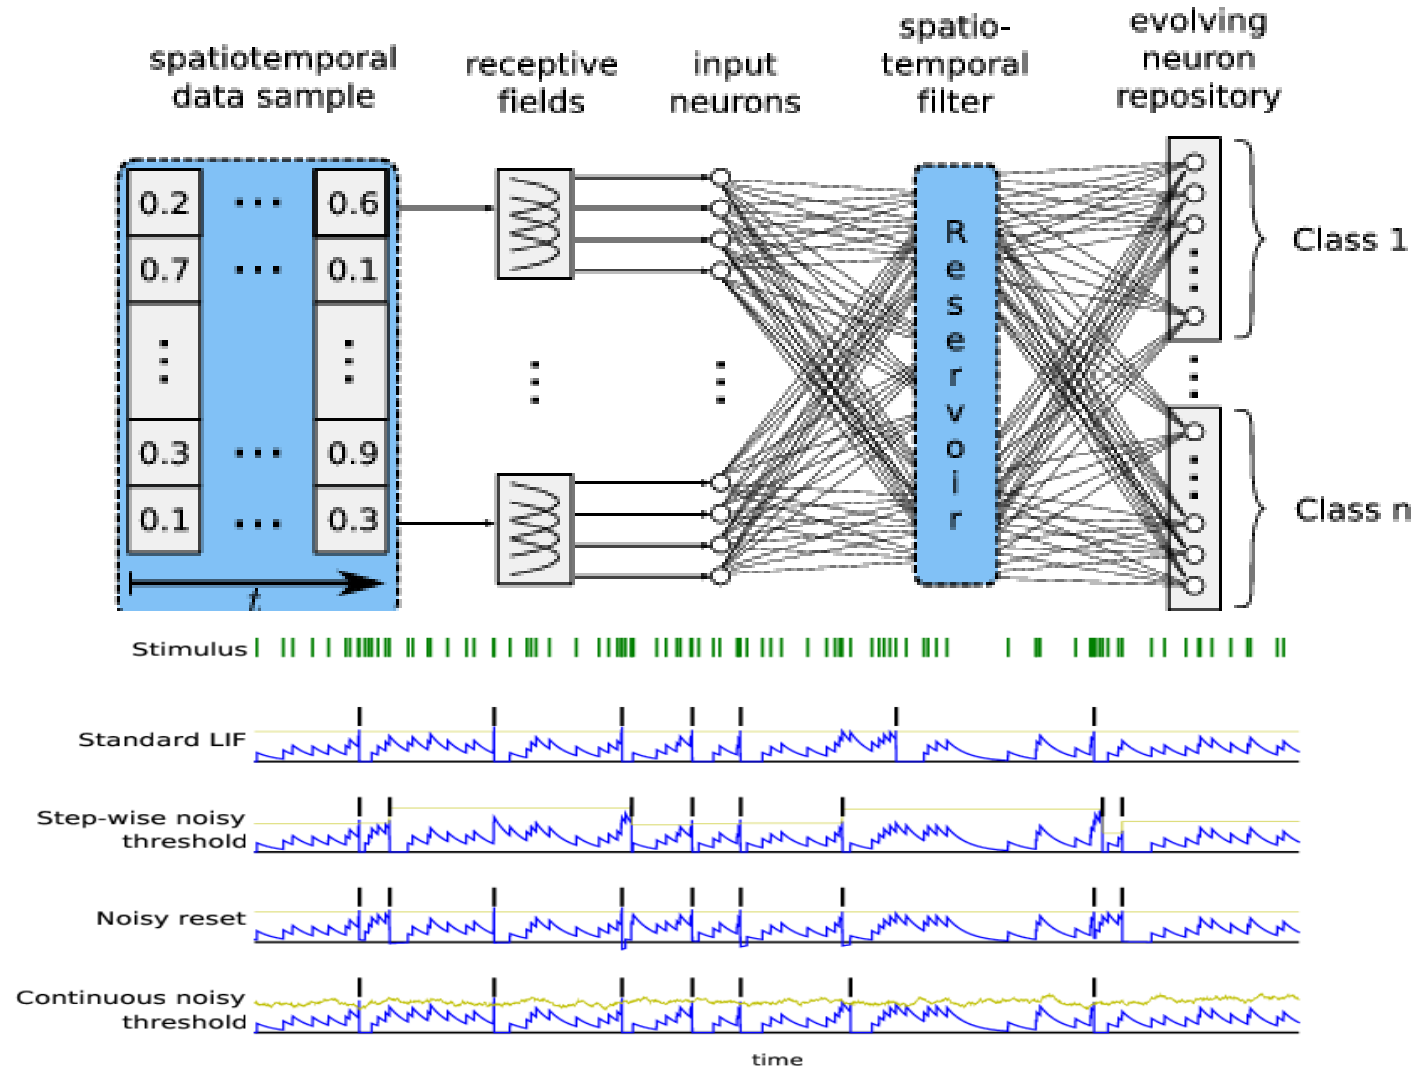 spatiotemporal
data sample
receptive
fields
input
neurons
spatio-
temporal
filter
evolving
neuron
repository
0.2 ... 0.6
0.7 ... 0.1
0.3 ... 0.9
0.1 ... 0.3
t
Reservoir
Class 1
Class n
Stimulus
Standard LIF
Step-wise noisy
threshold
Noisy reset
Continuous noisy
threshold
time